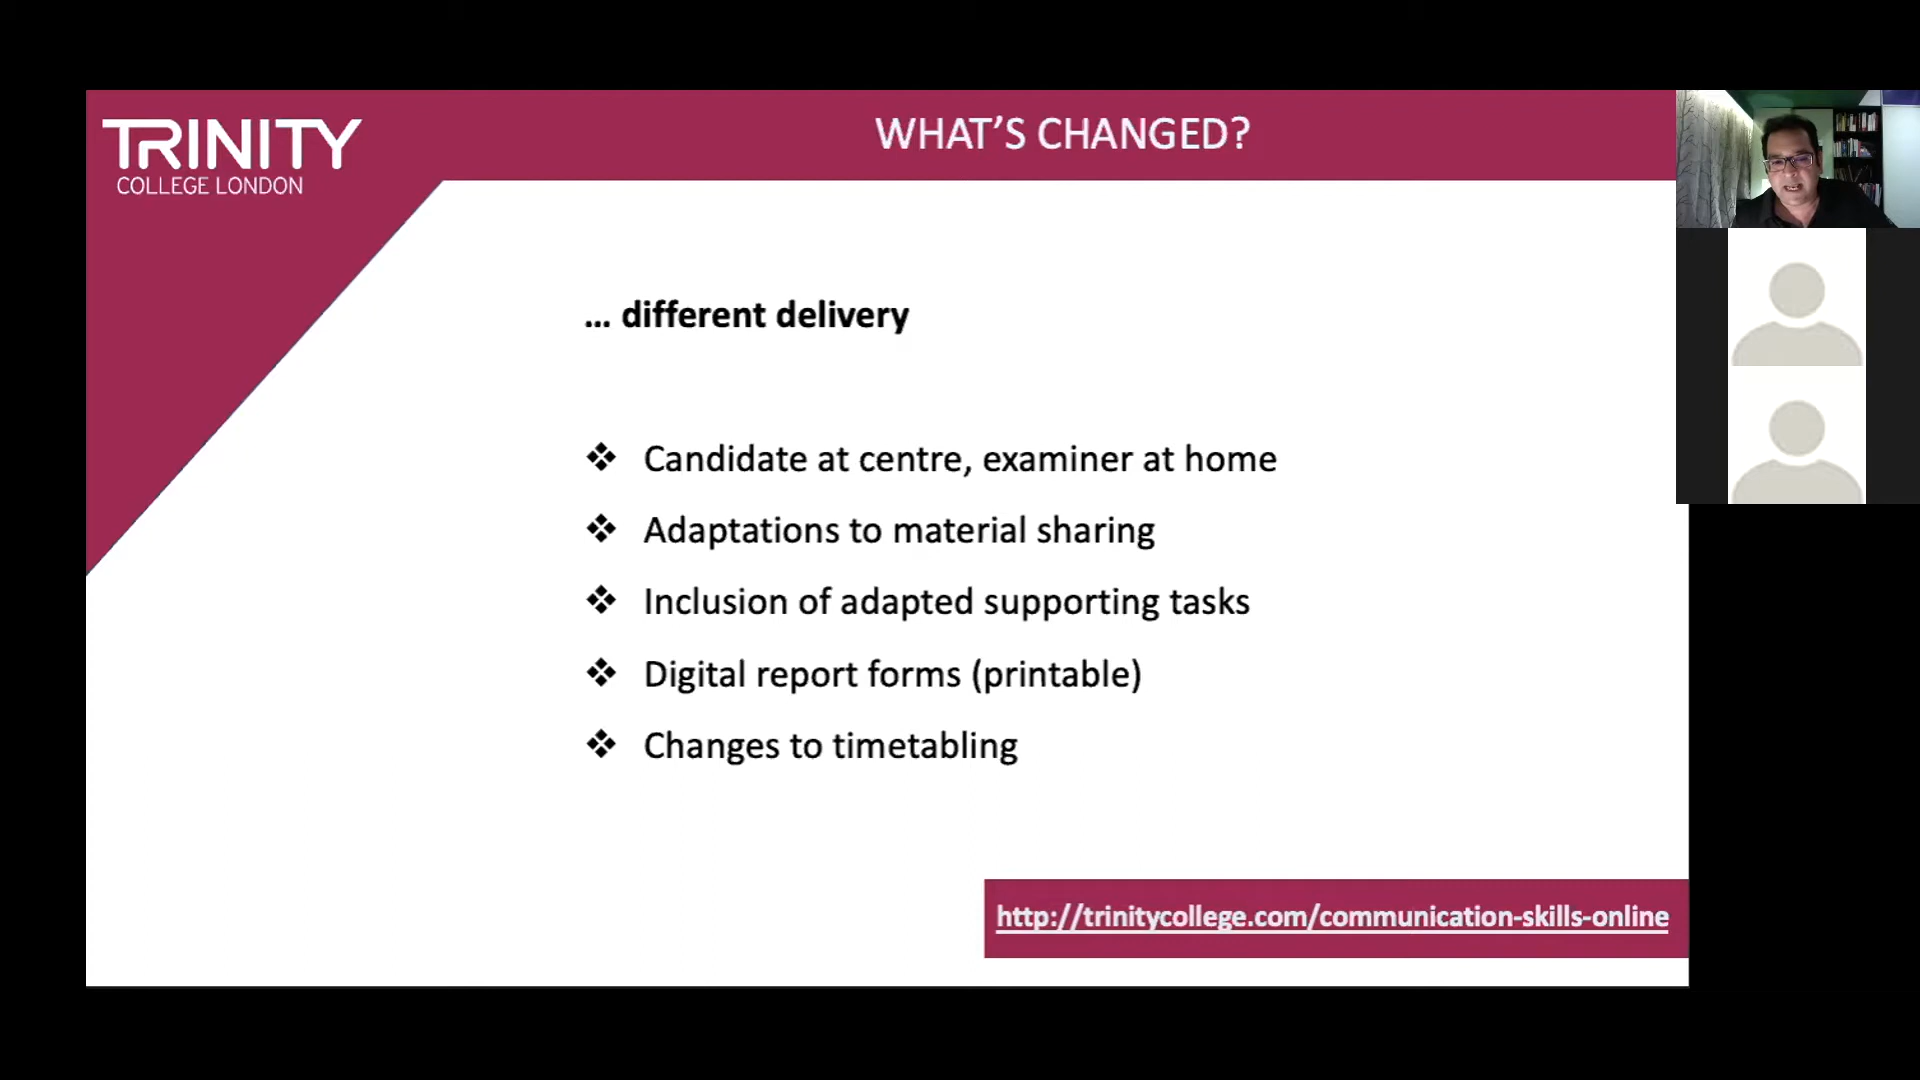 TRINITY
COLLEGE LONDON
WHAT’S CHANGED?
... different delivery
❖ Candidate at centre, examiner at home
❖ Adaptations to material sharing
❖ Inclusion of adapted supporting tasks
❖ Digital report forms (printable)
❖ Changes to timetabling
http://trinitycollege.com/communication-skills-online